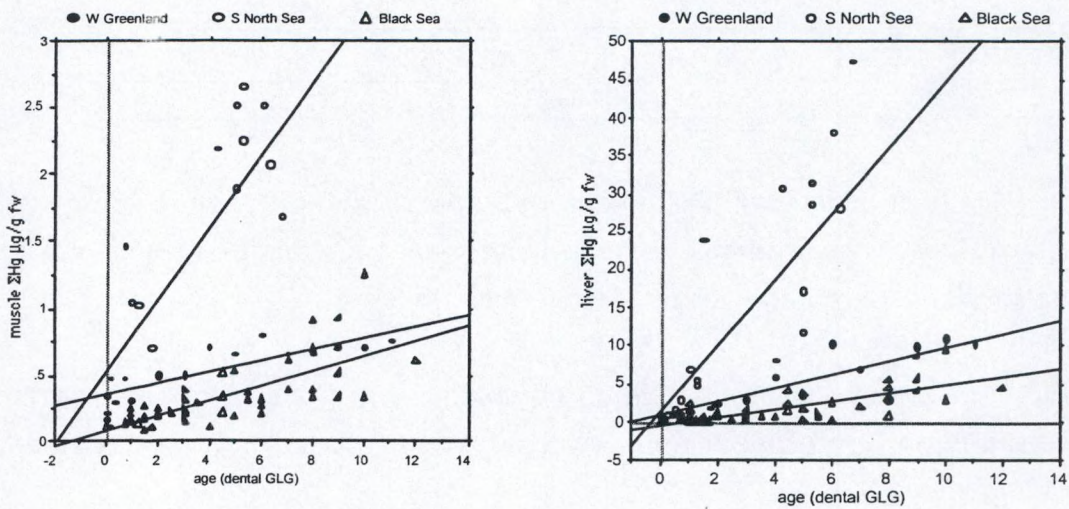 W Greenland S North Sea Black Sea
3
2.5
2
1.5
1
.5
0
muscle ΣHg µg/g fw
-2 0 2 4 6 8 10 12 14
age (dental GLG)
W Greenland S North Sea Black Sea
50
45
40
35
30
25
20
15
10
5
0
liver ΣHg µg/g fw
0 2 4 6 8 10 12 14
age (dental GLG)